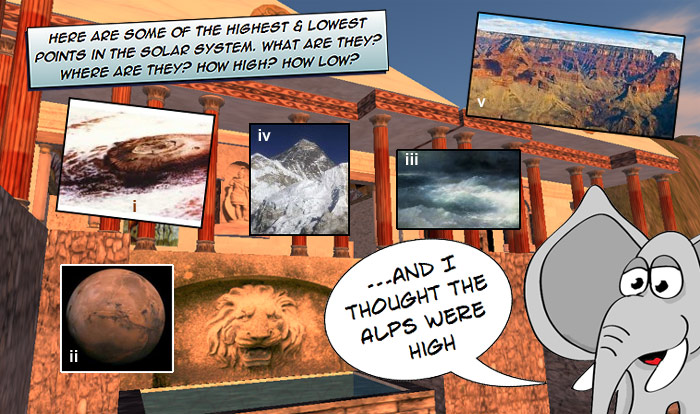 HERE ARE SOME OF THE HIGHEST & LOWEST
POINTS IN THE SOLAR SYSTEM. WHAT ARE THEY?
WHERE ARE THEY? HOW HIGH? HOW LOW?
i
iv
iii
v
ii
...AND I
THOUGHT THE
ALPS WERE
HIGH